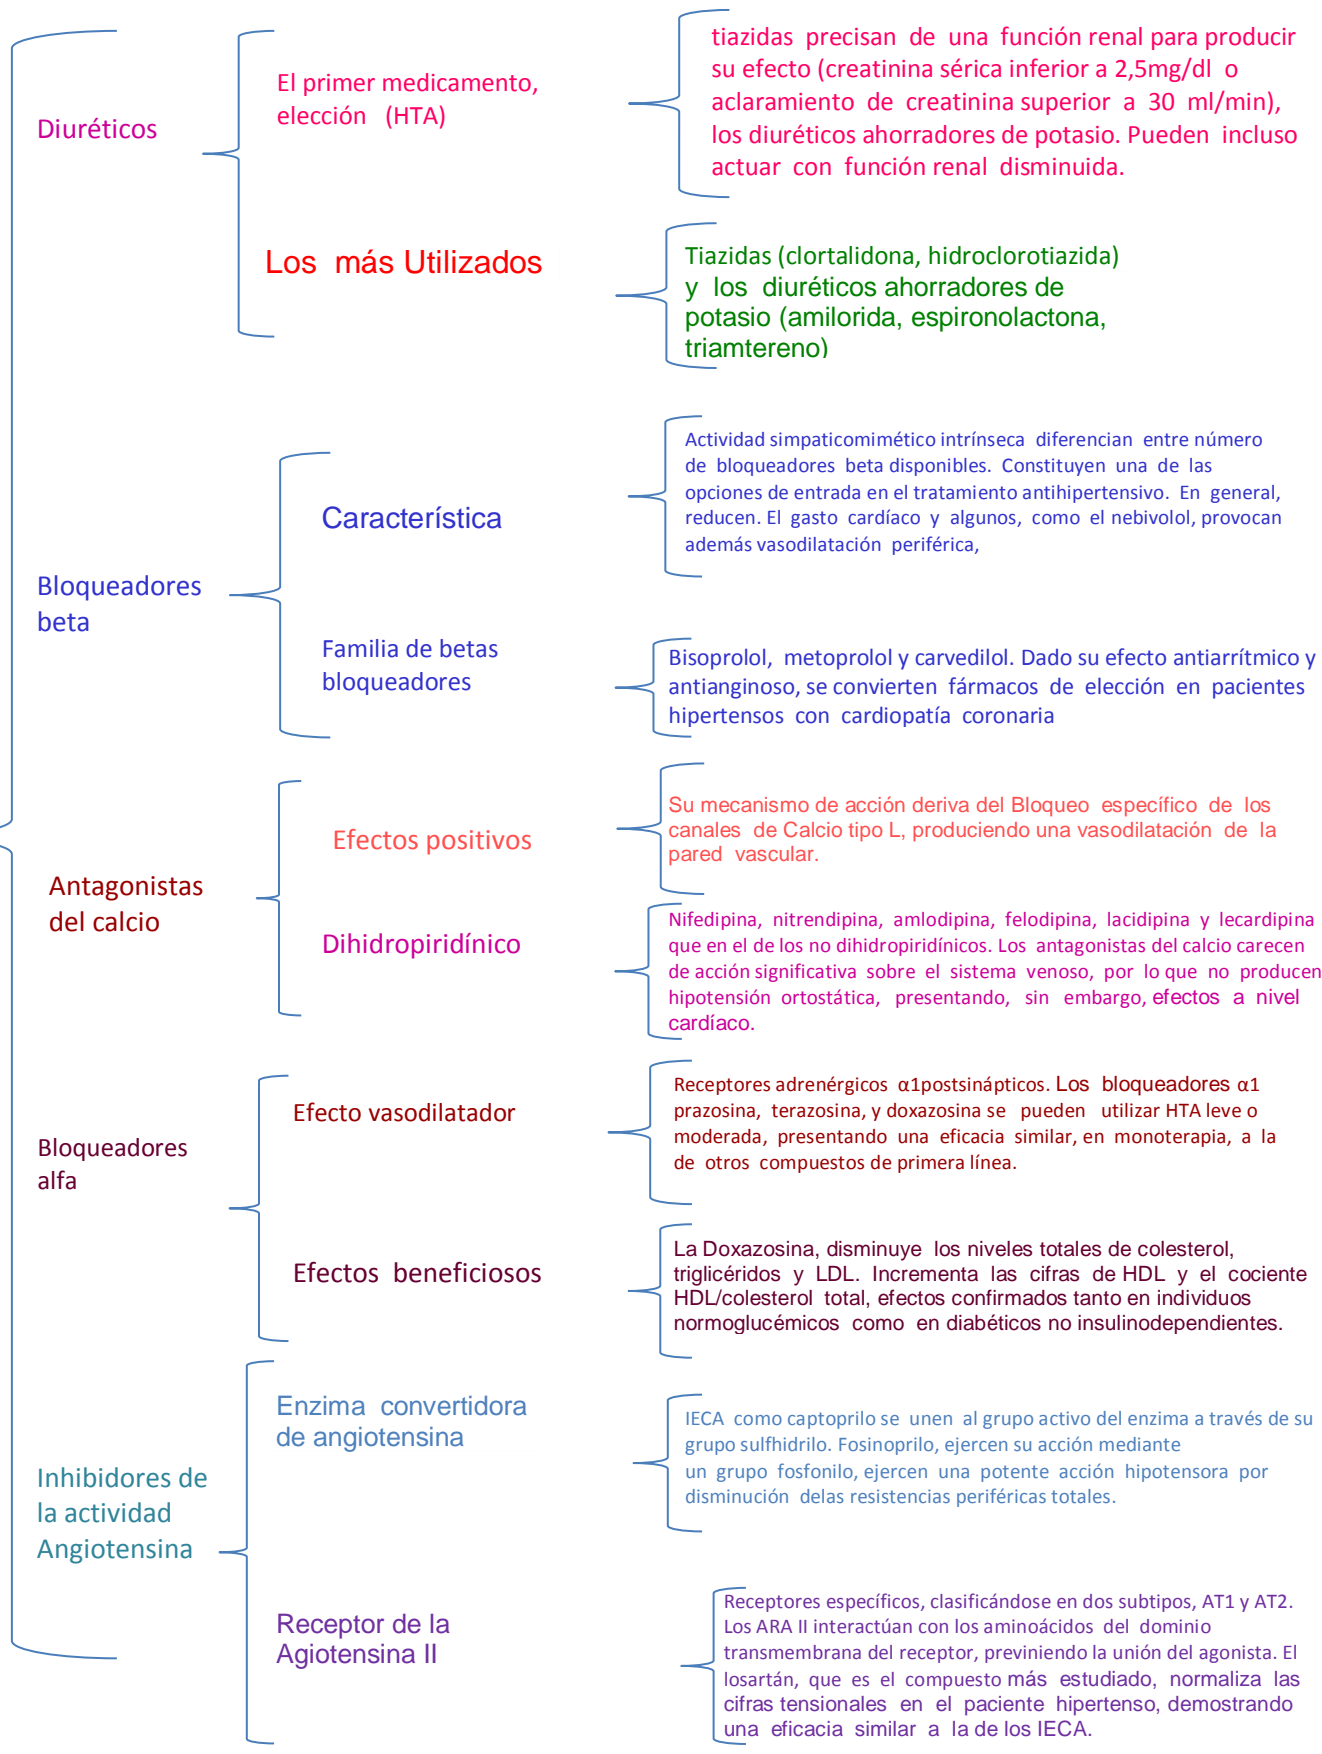 Diuréticos
El primer medicamento,
elección (HTA)
tiazidas precisan de una función renal para producir
su efecto (creatinina sérica inferior a 2,5mg/dl o
aclaramiento de creatinina superior a 30 ml/min),
los diuréticos ahorradores de potasio. Pueden incluso
actuar con función renal disminuida.
Los más Utilizados
Tiazidas (clortalidona, hidroclorotiazida)
y los diuréticos ahorradores de
potasio (amilorida, espironolactona,
triamtereno)
Bloqueadores
beta
Característica
Actividad simpaticomimético intrínseca diferencian entre número
de bloqueadores beta disponibles. Constituyen una de las
opciones de entrada en el tratamiento antihipertensivo. En general,
reducen. El gasto cardíaco y algunos, como el nebivolol, provocan
además vasodilatación periférica,
Familia de betas
bloqueadores
Bisoprolol, metoprolol y carvedilol. Dado su efecto antiarrítmico y
antianginoso, se convierten fármacos de elección en pacientes
hipertensos con cardiopatía coronaria
Antagonistas
del calcio
Efectos positivos
Su mecanismo de acción deriva del Bloqueo específico de los
canales de Calcio tipo L, produciendo una vasodilatación de la
pared vascular.
Dihidropiridínico
Nifedipina, nitrendipina, amlodipina, felodipina, lacidipina y lecardipina
que en el de los no dihidropiridínicos. Los antagonistas del calcio carecen
de acción significativa sobre el sistema venoso, por lo que no producen
hipotensión ortostática, presentando, sin embargo, efectos a nivel
cardíaco.
Bloqueadores
alfa
Efecto vasodilatador
Receptores adrenérgicos α1postsinápticos. Los bloqueadores α1
prazosina, terazosina, y doxazosina se pueden utilizar HTA leve o
moderada, presentando una eficacia similar, en monoterapia, a la
de otros compuestos de primera línea.
Efectos beneficiosos
La Doxazosina, disminuye los niveles totales de colesterol,
triglicéridos y LDL. Incrementa las cifras de HDL y el cociente
HDL/colesterol total, efectos confirmados tanto en individuos
normoglucémicos como en diabéticos no insulinodependientes.
Inhibidores de
la actividad
Angiotensina
Enzima convertidora
de angiotensina
IECA como captoprilo se unen al grupo activo del enzima a través de su
grupo sulfhidrilo. Fosinoprilo, ejercen su acción mediante
un grupo fosfonilo, ejercen una potente acción hipotensora por
disminución delas resistencias periféricas totales.
Receptor de la
Agiotensina II
Receptores específicos, clasificándose en dos subtipos, AT1 y AT2.
Los ARA II interactúan con los aminoácidos del dominio
transmembrana del receptor, previniendo la unión del agonista. El
losartán, que es el compuesto más estudiado, normaliza las
cifras tensionales en el paciente hipertenso, demostrando
una eficacia similar a la de los IECA.